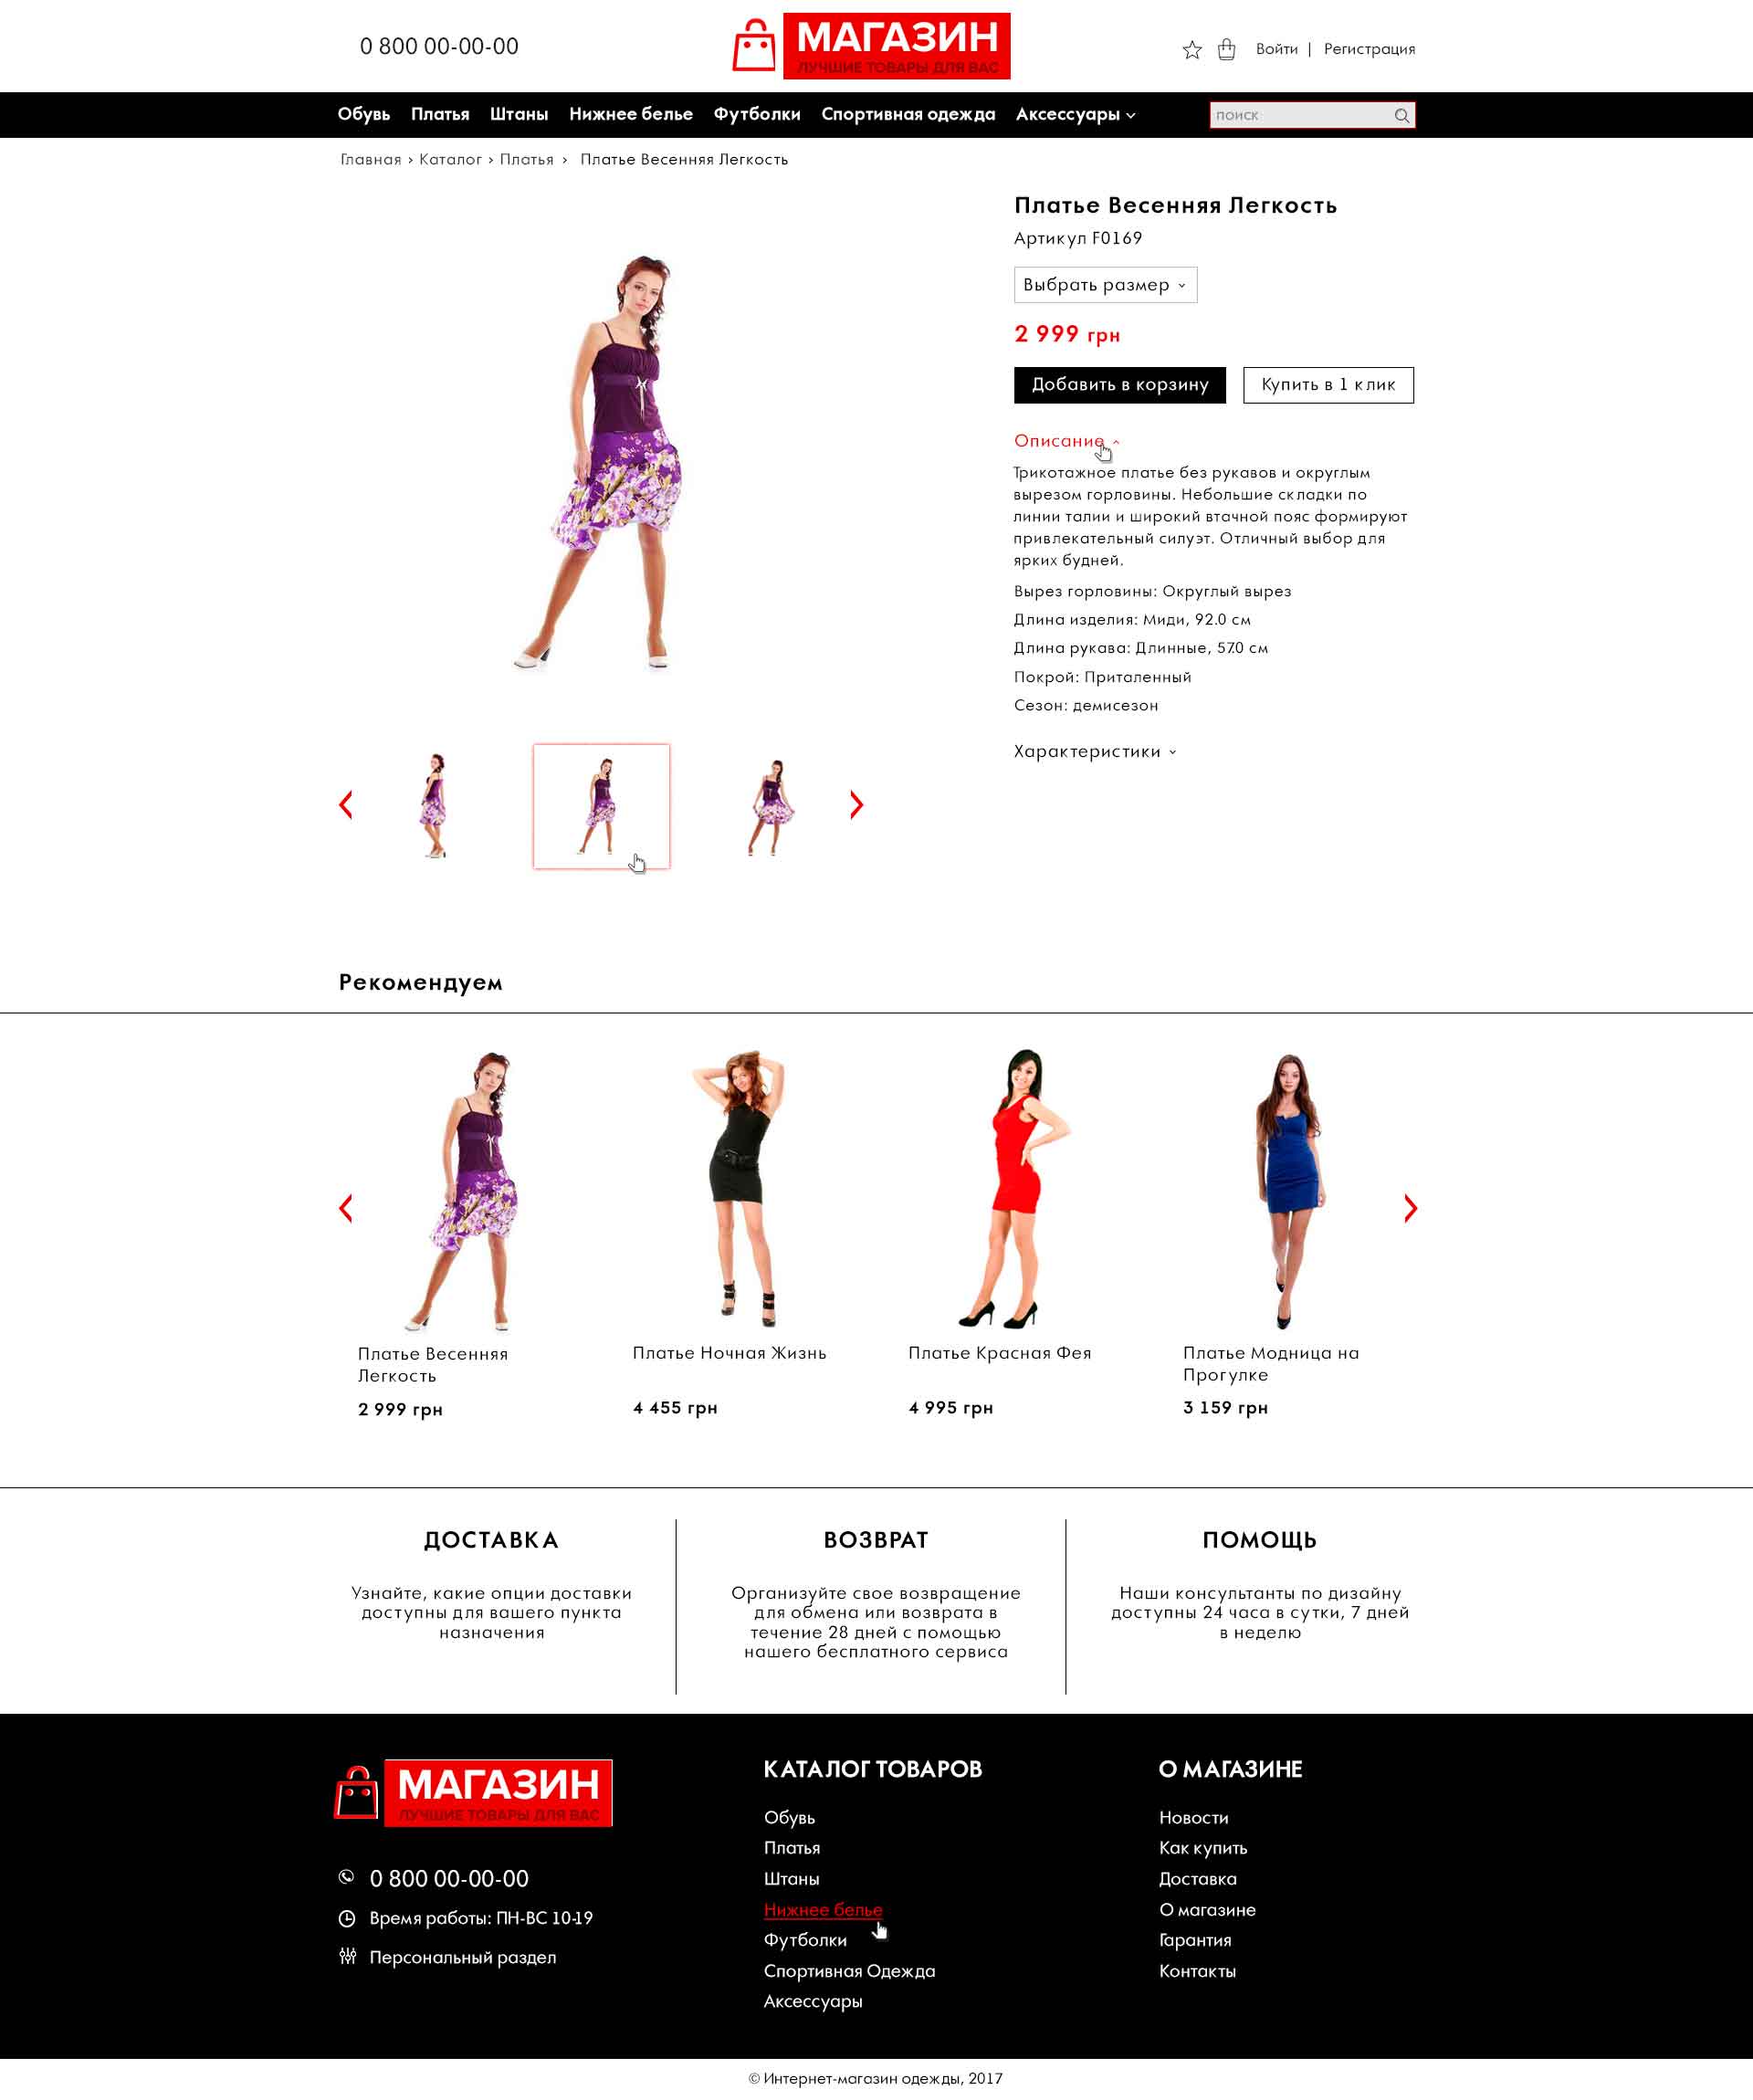 0 800 00-00-00
МАГАЗИН
ЛУЧШИЕ ТОВАРЫ ДЛЯ ВАС
Войти | Регистрация
Обувь Платья Штаны Нижнее белье Футболки Спортивная одежда Аксессуары
поиск
Главная › Каталог › Платья › Платье Весенняя Легкость
Платье Весенняя Легкость
Артикул F0169
Выбрать размер
2 999 грн
Добавить в корзину
Купить в 1 клик
Описание
Трикотажное платье без рукавов и округлым
вырезом горловины. Небольшие складки по
линии талии и широкий втачной пояс формируют
привлекательный силуэт. Отличный выбор для
ярких будней.
Вырез горловины: Округлый вырез
Длина изделия: Миди, 92.0 см
Длина рукава: Длинные, 57.0 см
Покрой: Приталенный
Сезон: демисезон
Характеристики
Рекомендуем
Платье Весенняя
Легкость
2 999 грн
Платье Ночная Жизнь
4 455 грн
Платье Красная Фея
4 995 грн
Платье Модница на
Прогулке
3 159 грн
ДОСТАВКА
Узнайте, какие опции доставки
доступны для вашего пункта
назначения
ВОЗВРАТ
Организуйте свое возвращение
для обмена или возврата в
течение 28 дней с помощью
нашего бесплатного сервиса
ПОМОЩЬ
Наши консультанты по дизайну
доступны 24 часа в сутки, 7 дней
в неделю
МАГАЗИН
ЛУЧШИЕ ТОВАРЫ ДЛЯ ВАС
0 800 00-00-00
Время работы: ПН-ВС 10-19
Персональный раздел
КАТАЛОГ ТОВАРОВ
Обувь
Платья
Штаны
Нижнее белье
Футболки
Спортивная Одежда
Аксессуары
О МАГАЗИНЕ
Новости
Как купить
Доставка
О магазине
Гарантия
Контакты
© Интернет-магазин одежды, 2017